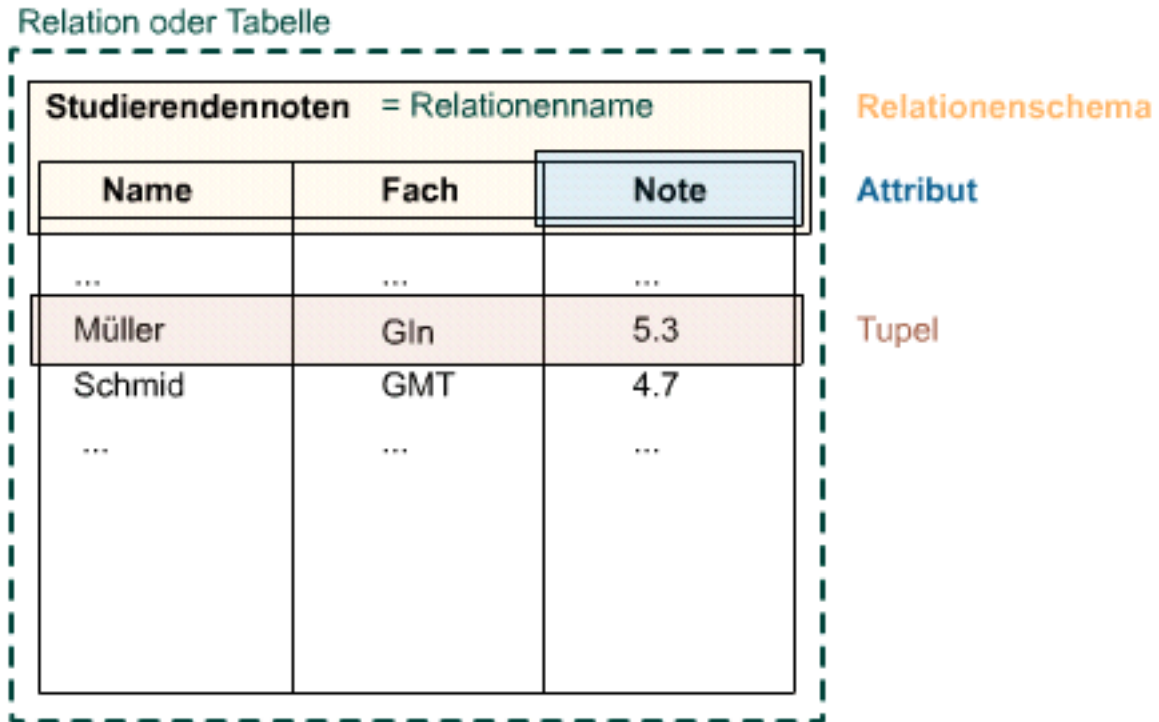 Relation oder Tabelle
Studierendennoten = Relationenname Relationenschema
Name Fach Note Attribut
... ... ...
Müller GIn 5.3 Tupel
Schmid GMT 4.7
... ... ...